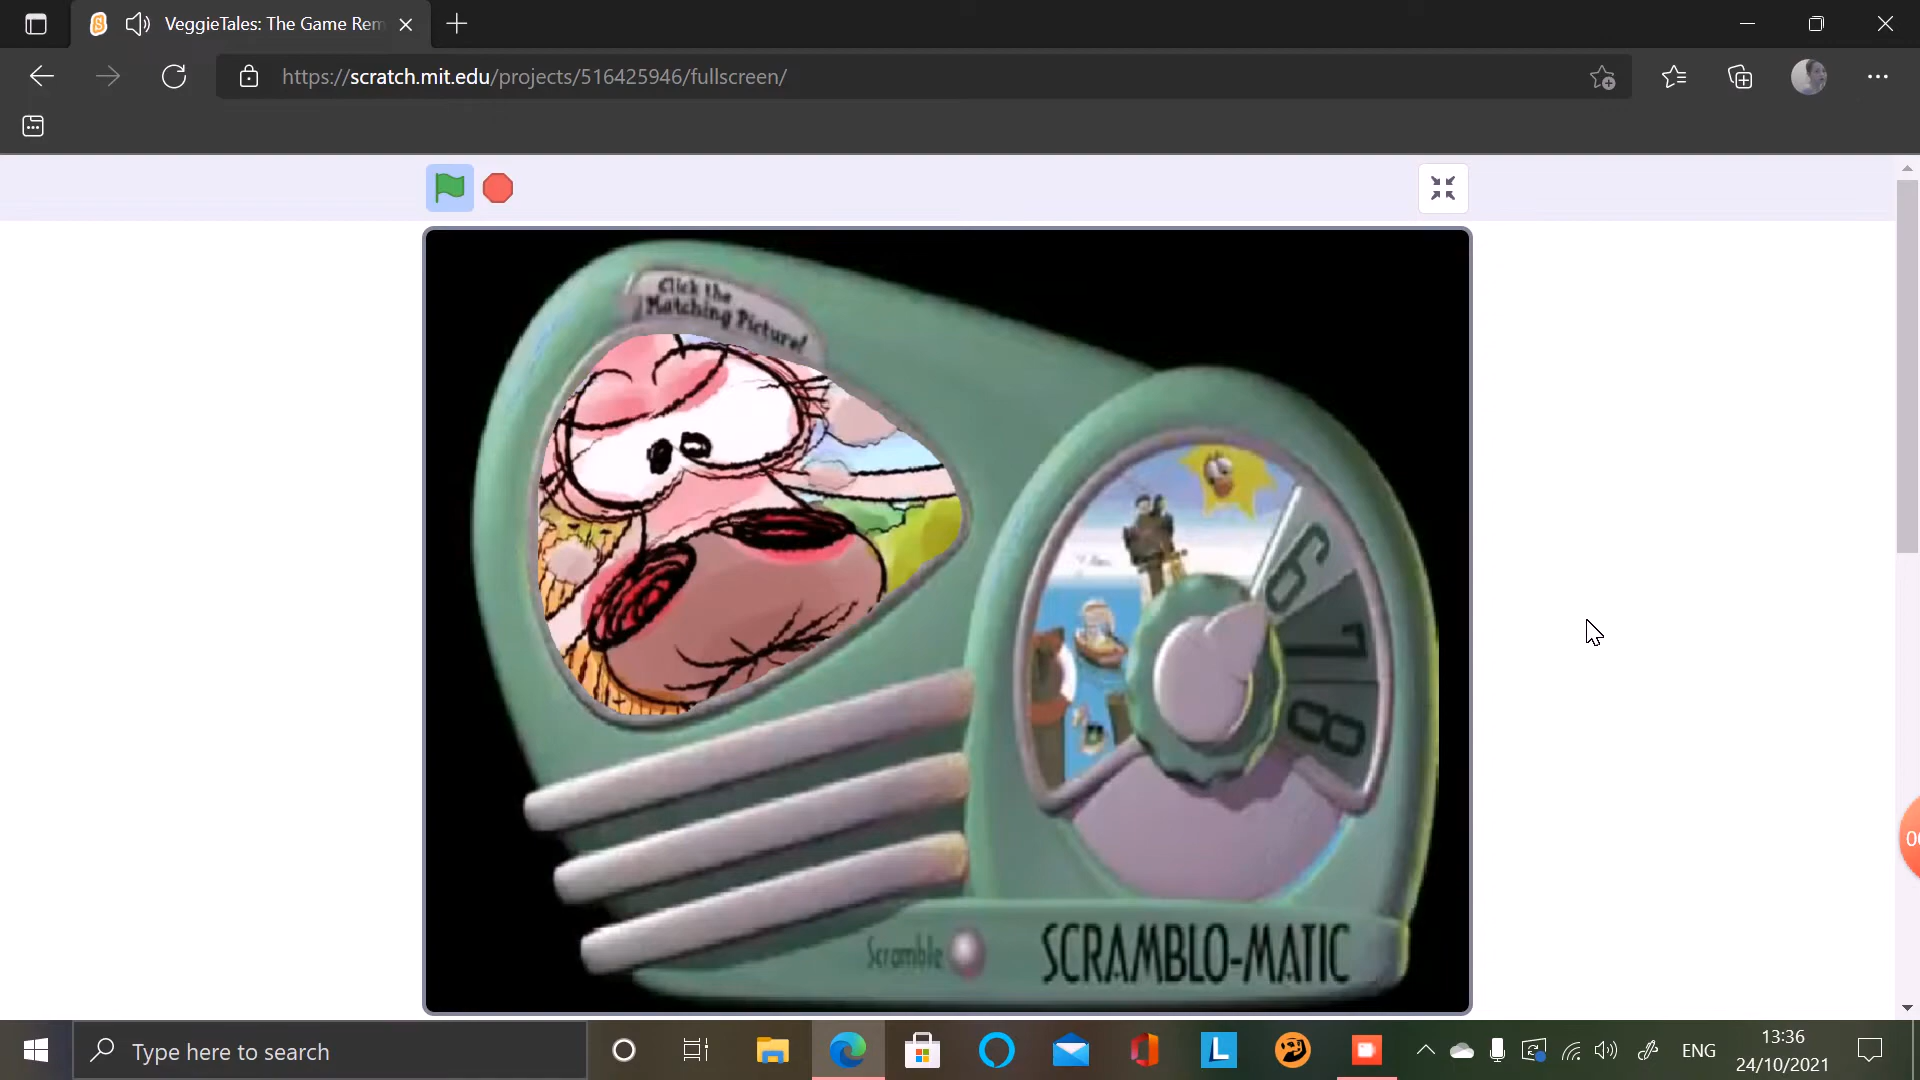 VeggieTales: The Game Rem
https://scratch.mit.edu/projects/516425946/fullscreen/
Click the
Matching Picture!
6
7
8
Scramble
SCRAMBLO-MATIC
00
Type here to search
L
ENG
13:36
24/10/2021